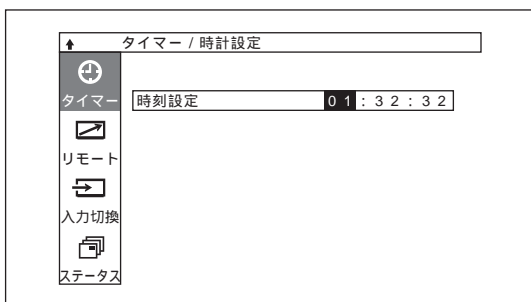 タイマー / 時計設定
タイマー
時刻設定 01:32:32
リモート
入力切換
ステータス